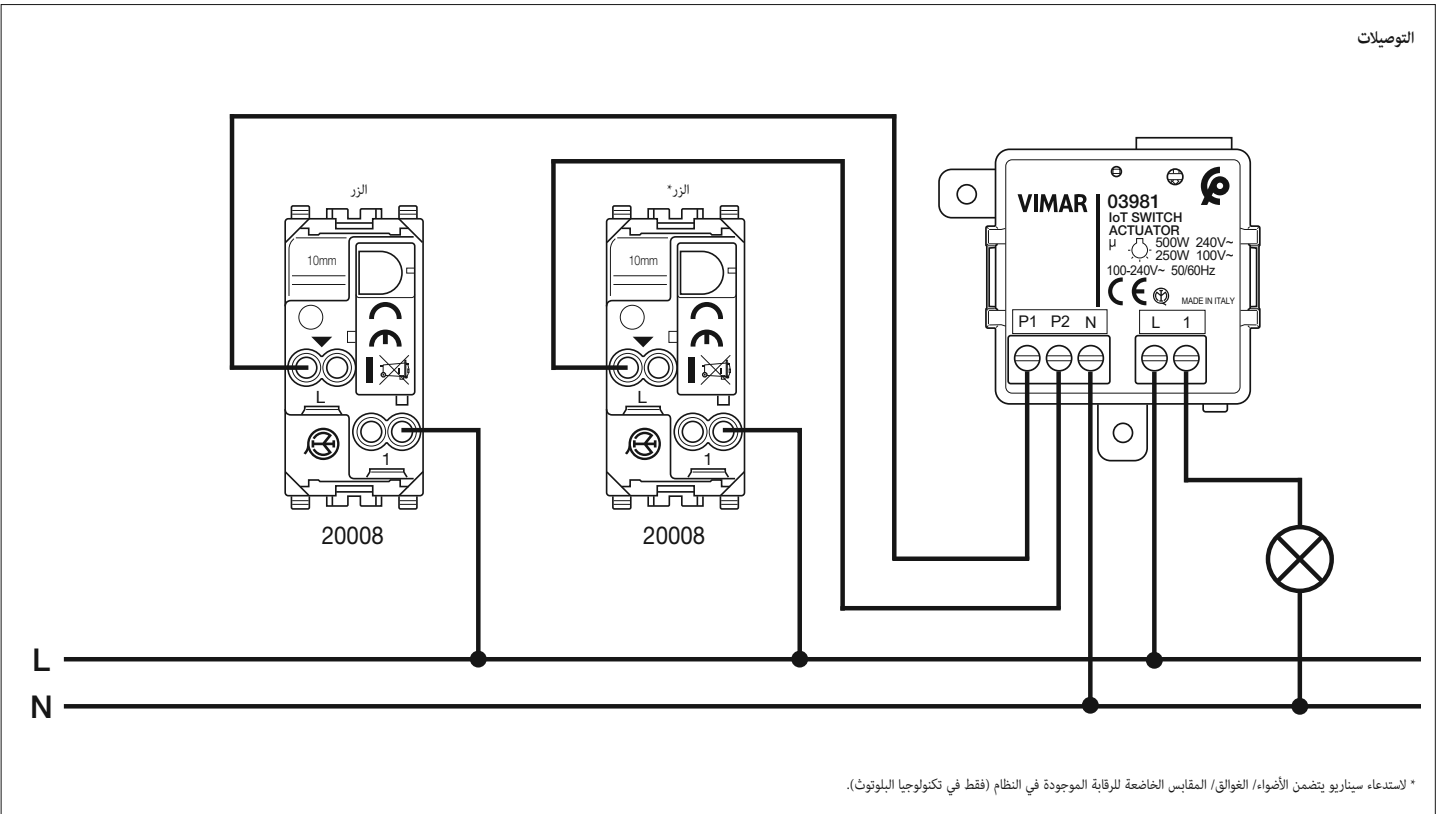 التوصيلات
الزر
10mm
L
1
20008
الزر*
10mm
L
1
20008
VIMAR
03981
IoT SWITCH
ACTUATOR
µ 500W 240V~
250W 100V~
100-240V~ 50/60Hz
CE
MADE IN ITALY
P1 P2 N L 1
L
N
* لاستدعاء سيناريو يتضمن الأضواء/ الغوالق/ المقابس الخاضعة للرقابة الموجودة في النظام (فقط في تكنولوجيا البلوتوث).